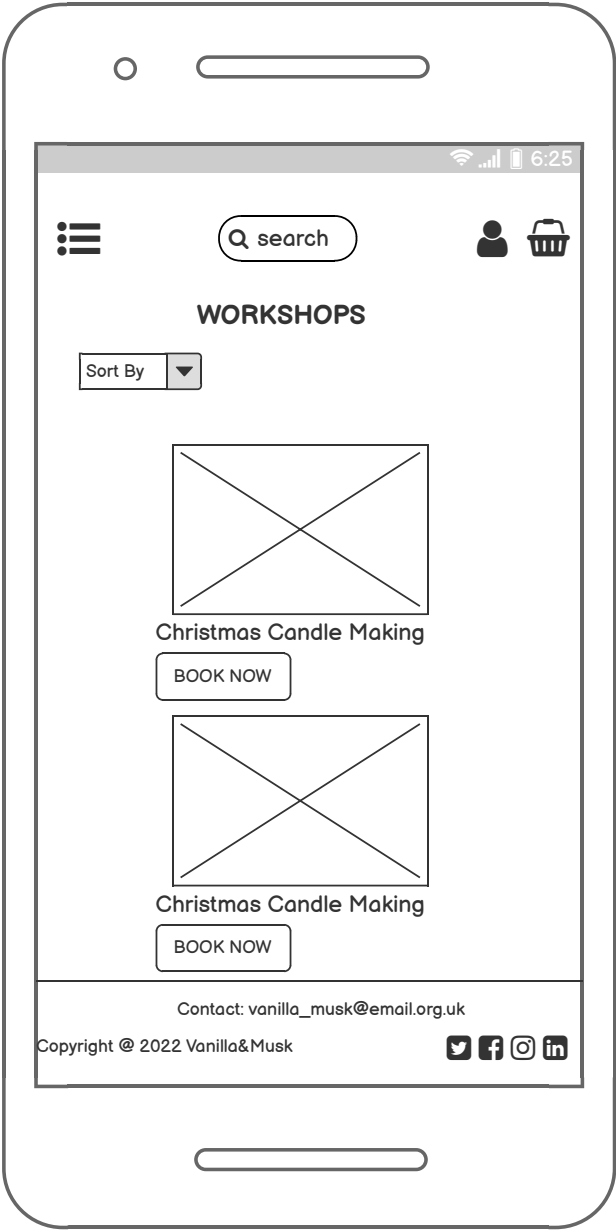 6:25
search
WORKSHOPS
Sort By
Christmas Candle Making
BOOK NOW
Christmas Candle Making
BOOK NOW
Contact: vanilla_musk@email.org.uk
Copyright @ 2022 Vanilla&Musk